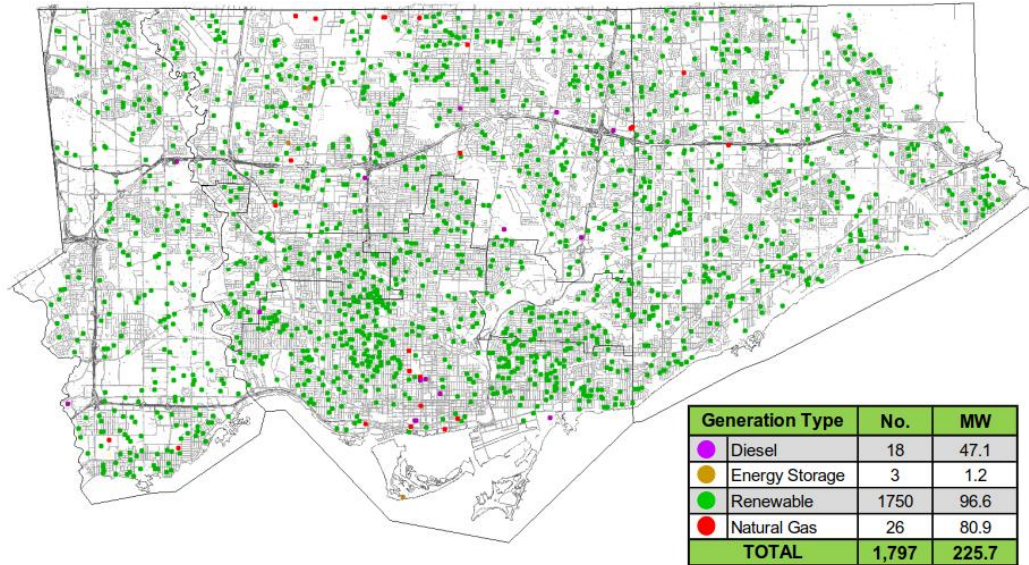 Generation Type No. MW
Diesel 18 47.1
Energy Storage 3 1.2
Renewable 1750 96.6
Natural Gas 26 80.9
TOTAL 1,797 225.7